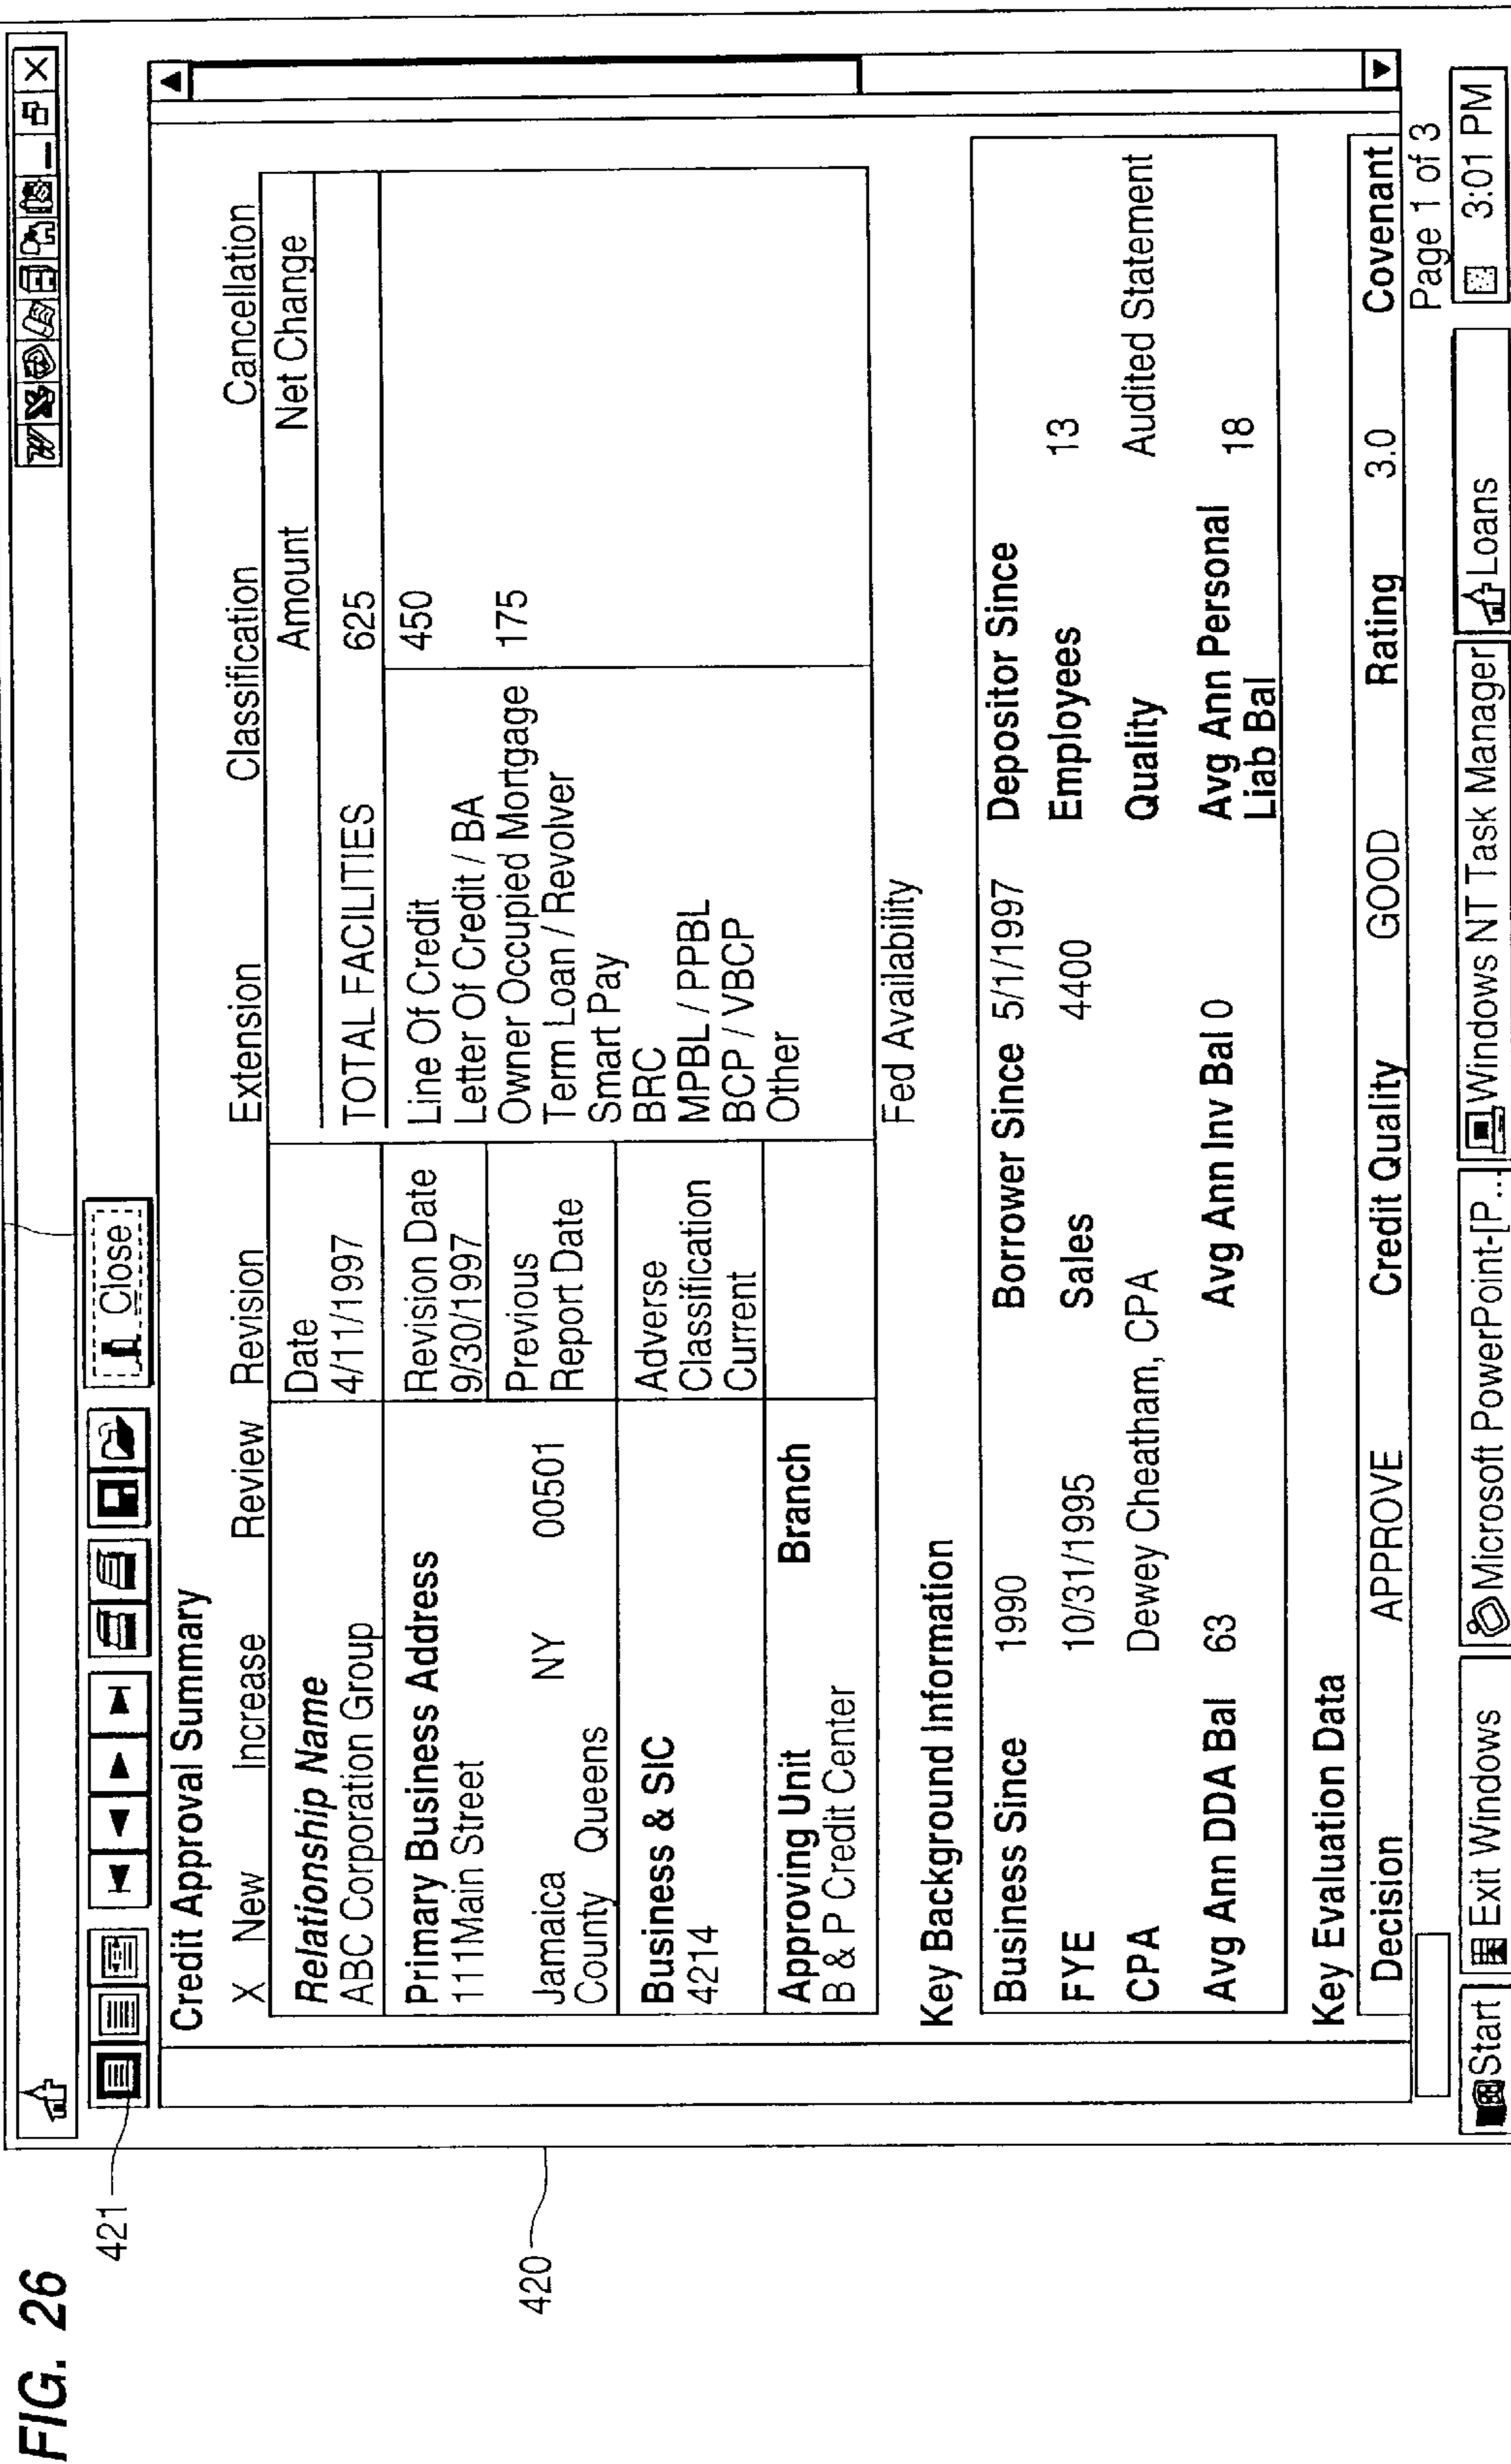 FIG. 26
421
420
Close
Credit Approval Summary
X New Increase Review Revision Extension Classification Cancellation
Relationship Name
ABC Corporation Group
Date
4/11/1997
Amount Net Change
TOTAL FACILITIES 625
Primary Business Address
111Main Street
Jamaica NY 00501
County Queens
Revision Date
9/30/1997
Previous
Report Date
Line Of Credit 450
Letter Of Credit / BA
Owner Occupied Mortgage 175
Term Loan / Revolver
Smart Pay
BRC
MPBL / PPBL
BCP / VBCP
Other
Business & SIC
4214
Adverse
Classification
Current
Approving Unit Branch
B & P Credit Center
Fed Availability
Key Background Information
Business Since 1990 Borrower Since 5/1/1997 Depositor Since
FYE 10/31/1995 Sales 4400 Employees 13
CPA Dewey Cheatham, CPA Quality Audited Statement
Avg Ann DDA Bal 63 Avg Ann Inv Bal 0 Avg Ann Personal 18
Liab Bal
Key Evaluation Data
Decision APPROVE Credit Quality GOOD Rating 3.0 Covenant
Page 1 of 3
Start Exit Windows Microsoft PowerPoint-[P... Windows NT Task Manager Loans 3:01 PM